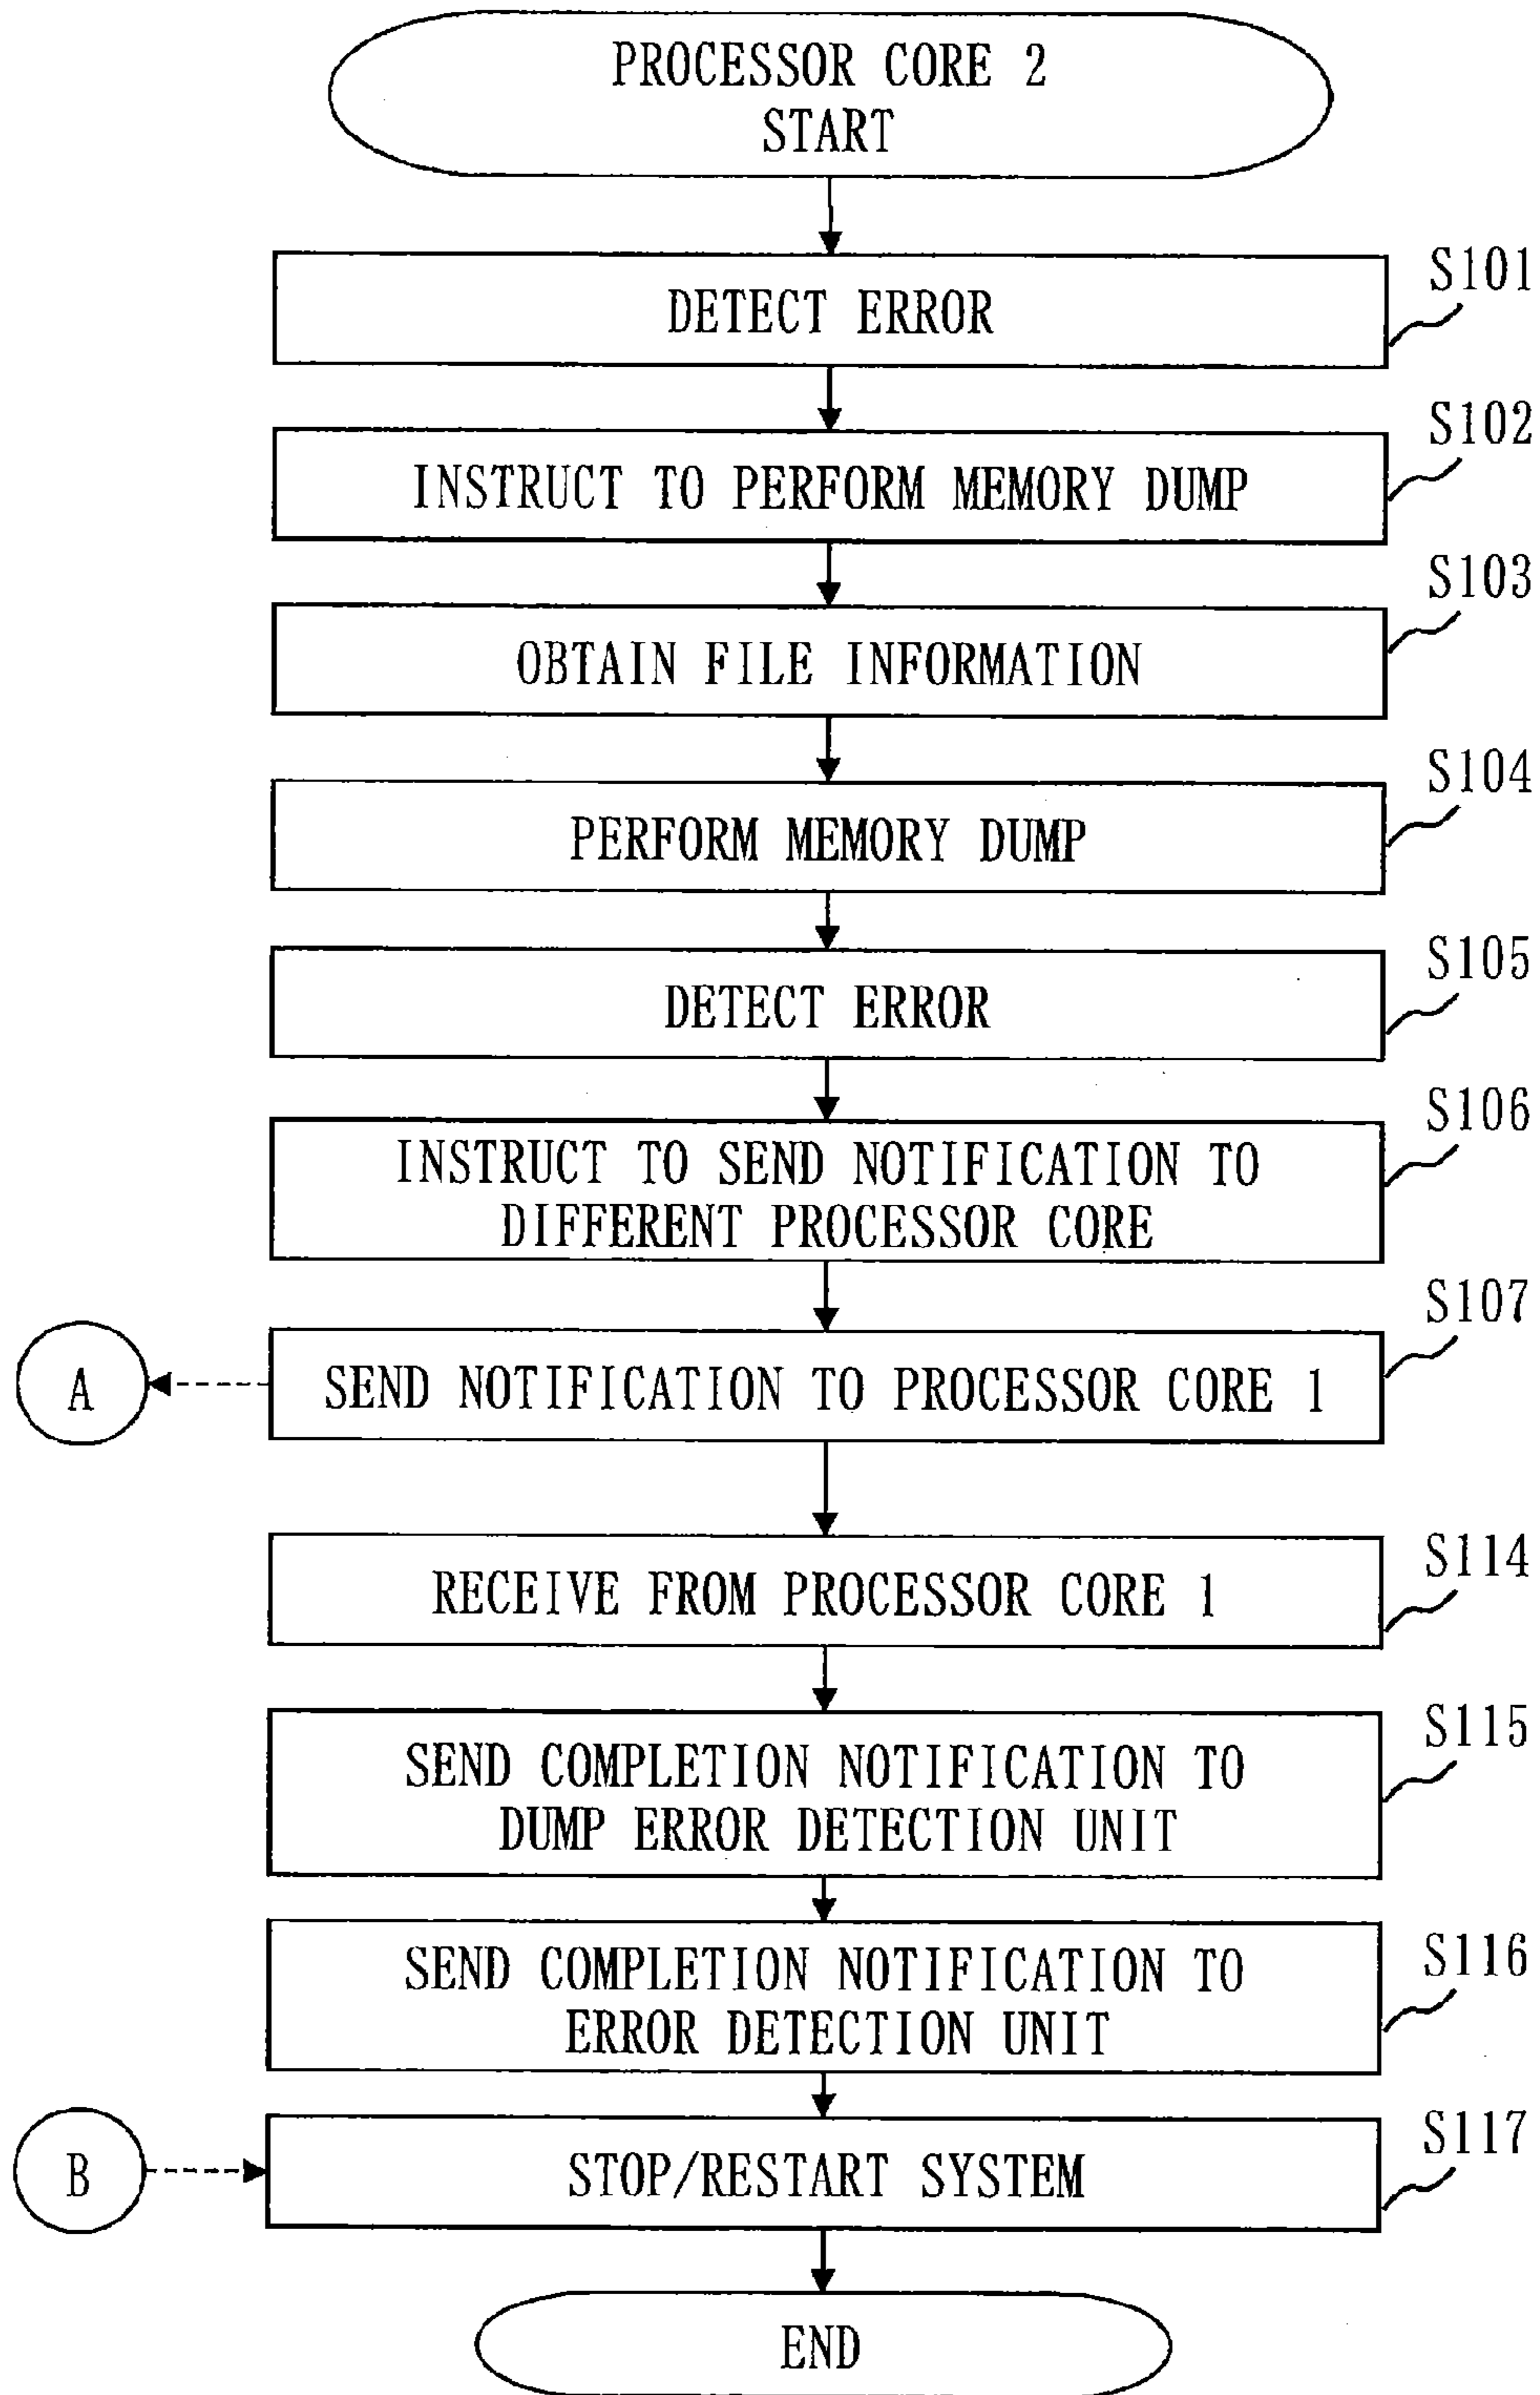 PROCESSOR CORE 2
START
S101
DETECT ERROR
S102
INSTRUCT TO PERFORM MEMORY DUMP
S103
OBTAIN FILE INFORMATION
S104
PERFORM MEMORY DUMP
S105
DETECT ERROR
S106
INSTRUCT TO SEND NOTIFICATION TO
DIFFERENT PROCESSOR CORE
S107
A
SEND NOTIFICATION TO PROCESSOR CORE 1
S114
RECEIVE FROM PROCESSOR CORE 1
S115
SEND COMPLETION NOTIFICATION TO
DUMP ERROR DETECTION UNIT
S116
SEND COMPLETION NOTIFICATION TO
ERROR DETECTION UNIT
S117
B
STOP/RESTART SYSTEM
END